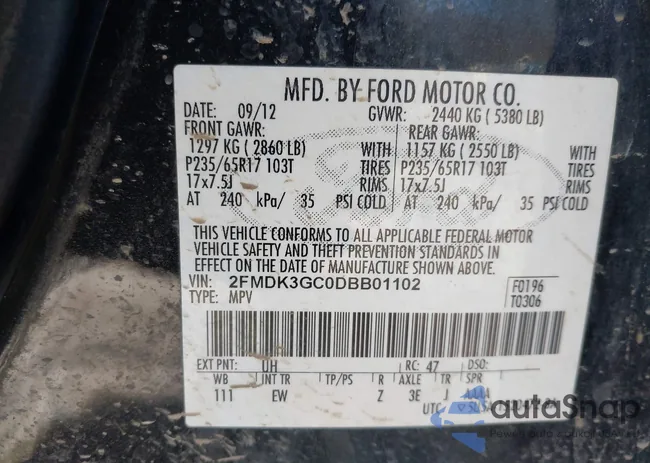 MFD. BY FORD MOTOR CO.
DATE: 09/12 GVWR: 2440 KG ( 5380 LB)
FRONT GAWR: REAR GAWR:
1297 KG ( 2860 LB) WITH 1157 KG ( 2550 LB) WITH
P235/65R17 103T TIRES P235/65R17 103T TIRES
17x7.5J RIMS 17x7.5J RIMS
AT 240 kPa/ 35 PSI COLD AT 240 kPa/ 35 PSI COLD
Ford
THIS VEHICLE CONFORMS TO ALL APPLICABLE FEDERAL MOTOR
VEHICLE SAFETY AND THEFT PREVENTION STANDARDS IN
EFFECT ON THE DATE OF MANUFACTURE SHOWN ABOVE.
VIN: 2FMDK3GC0DBB01102 F0196
TYPE: MPV T0306
EXT PNT: UH RC: 47 DSO:
WB INT TR TP/PS R AXLE TR SPR
111 EW Z 3E J AAAA
UTC
autoSnap